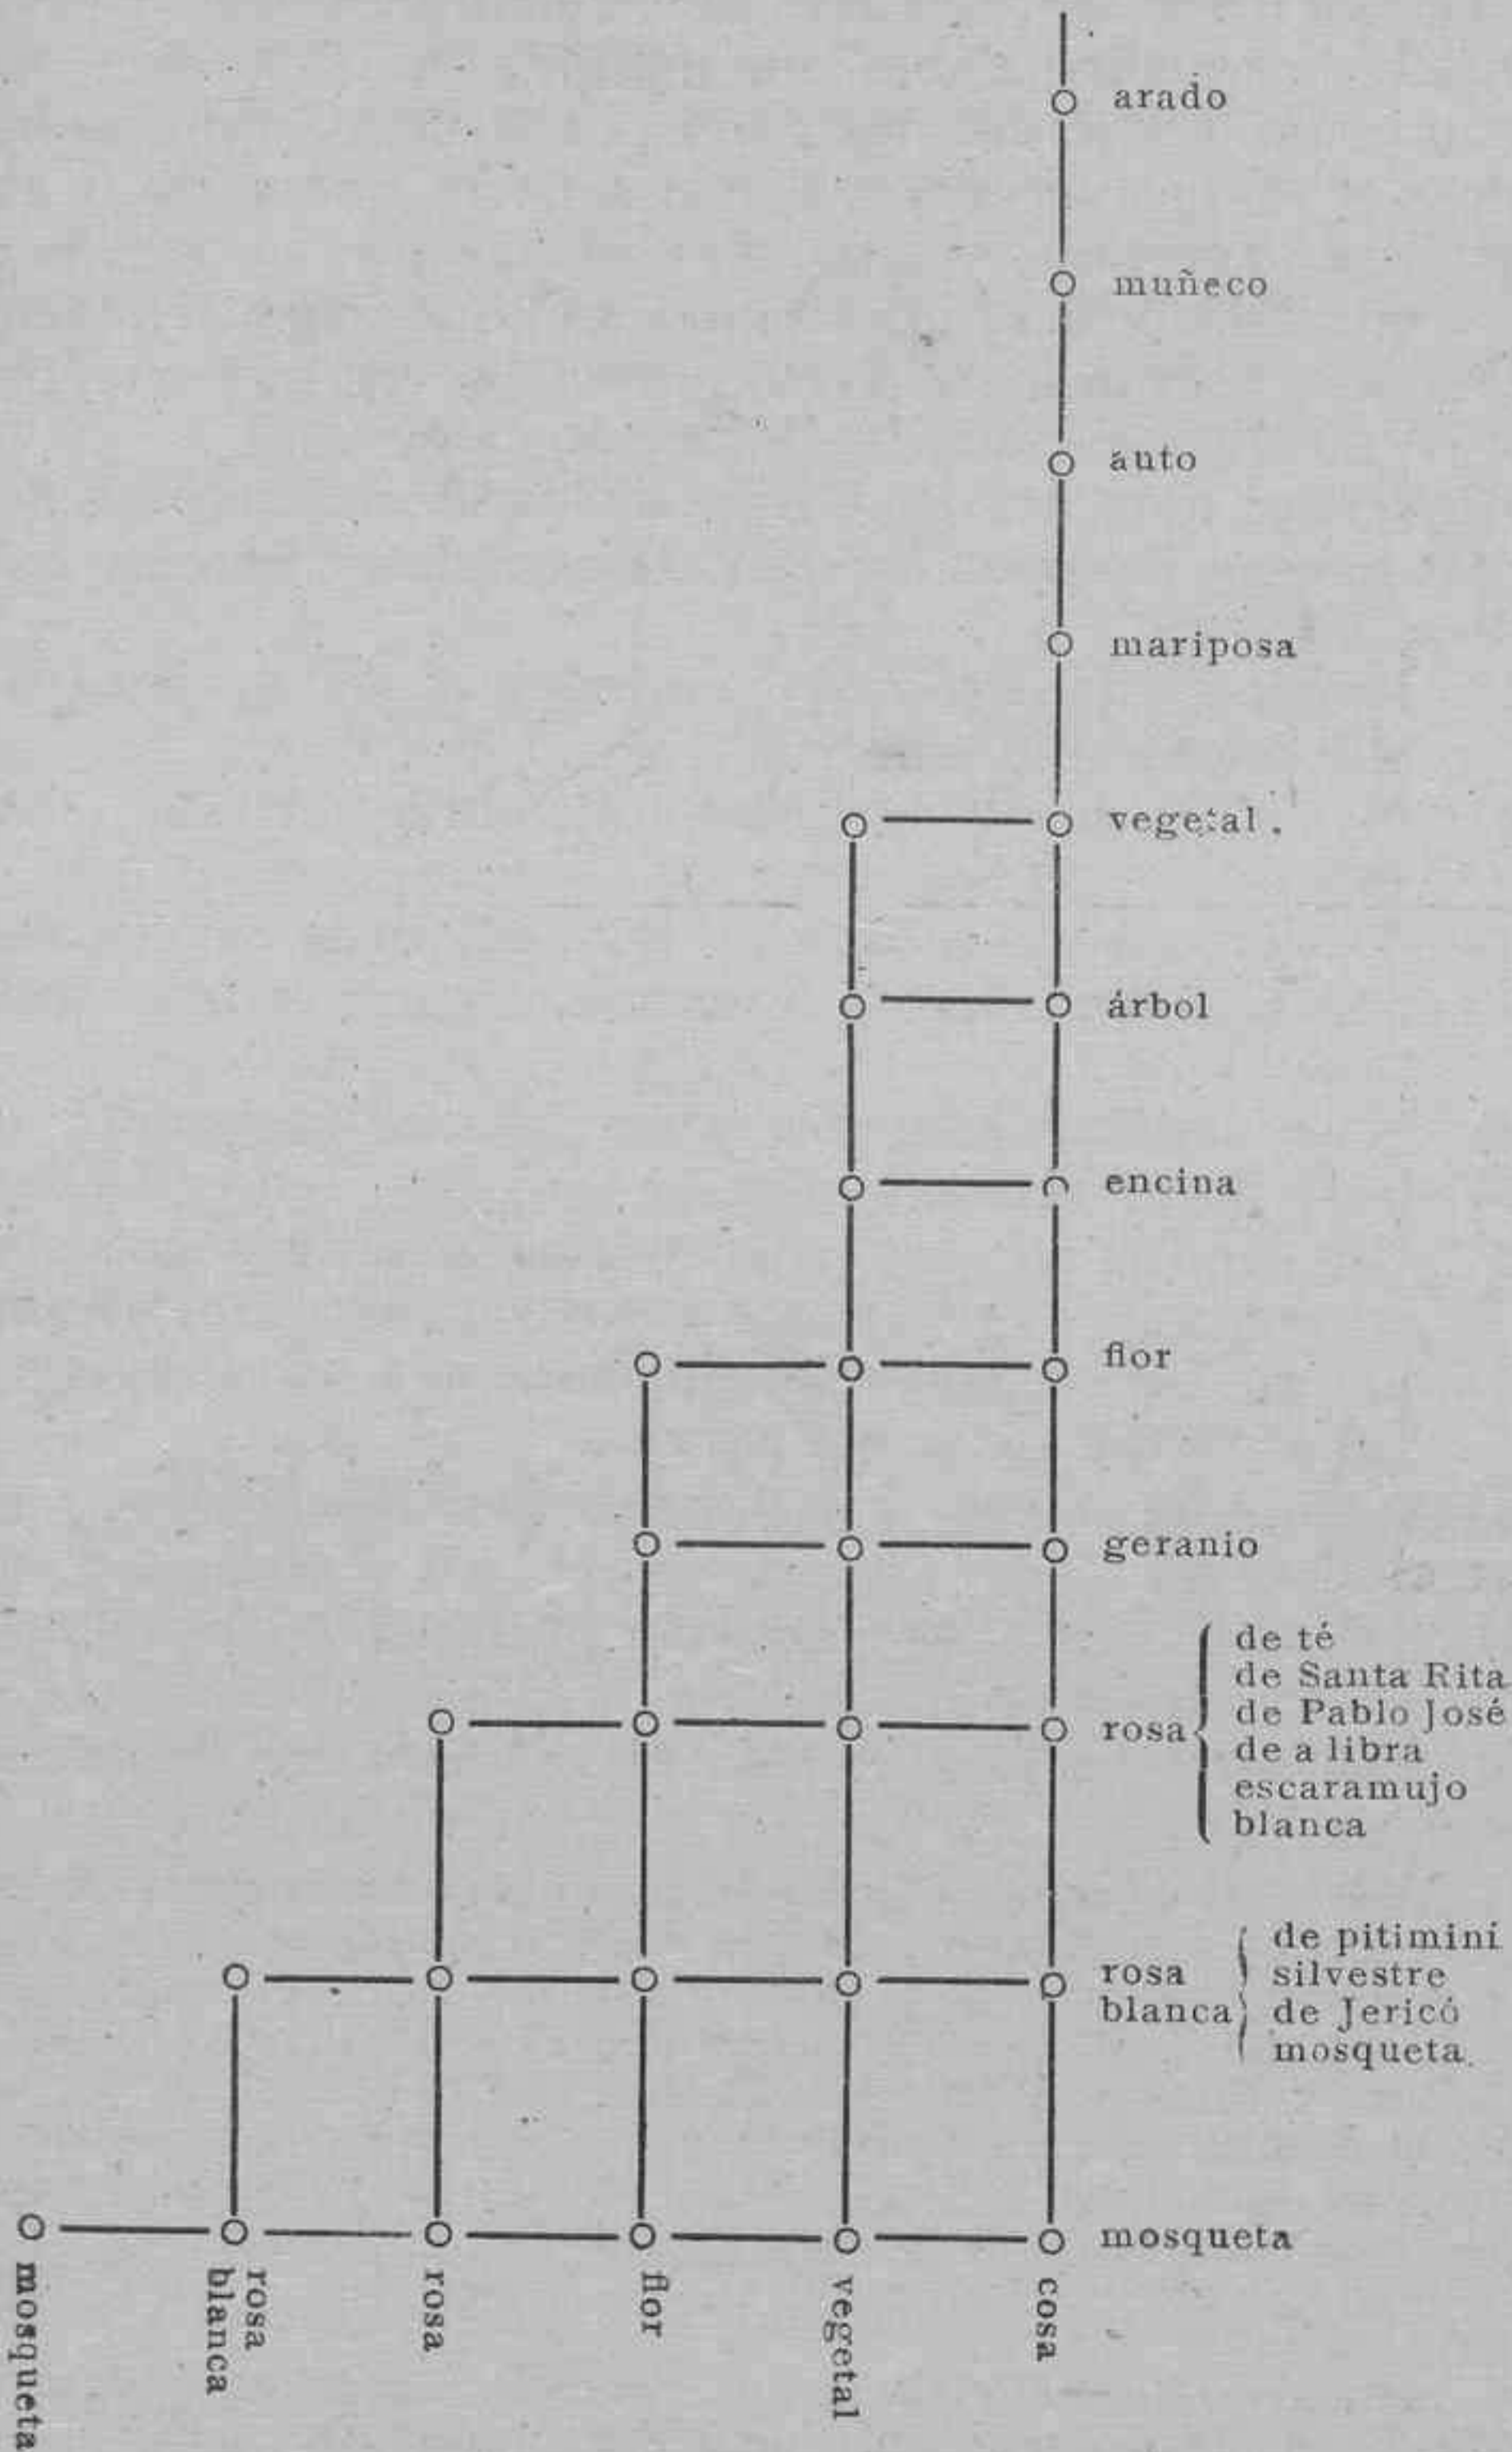 arado
muñeco
auto
mariposa
vegetal.
árbol
encina
flor
geranio
rosa
de té
de Santa Rita
de Pablo José
de a libra
escaramujo
blanca
rosa
blanca
de pitiminí
silvestre
de Jericó
mosqueta.
mosqueta
mosqueta
rosa
blanca
rosa
flor
vegetal
cosa